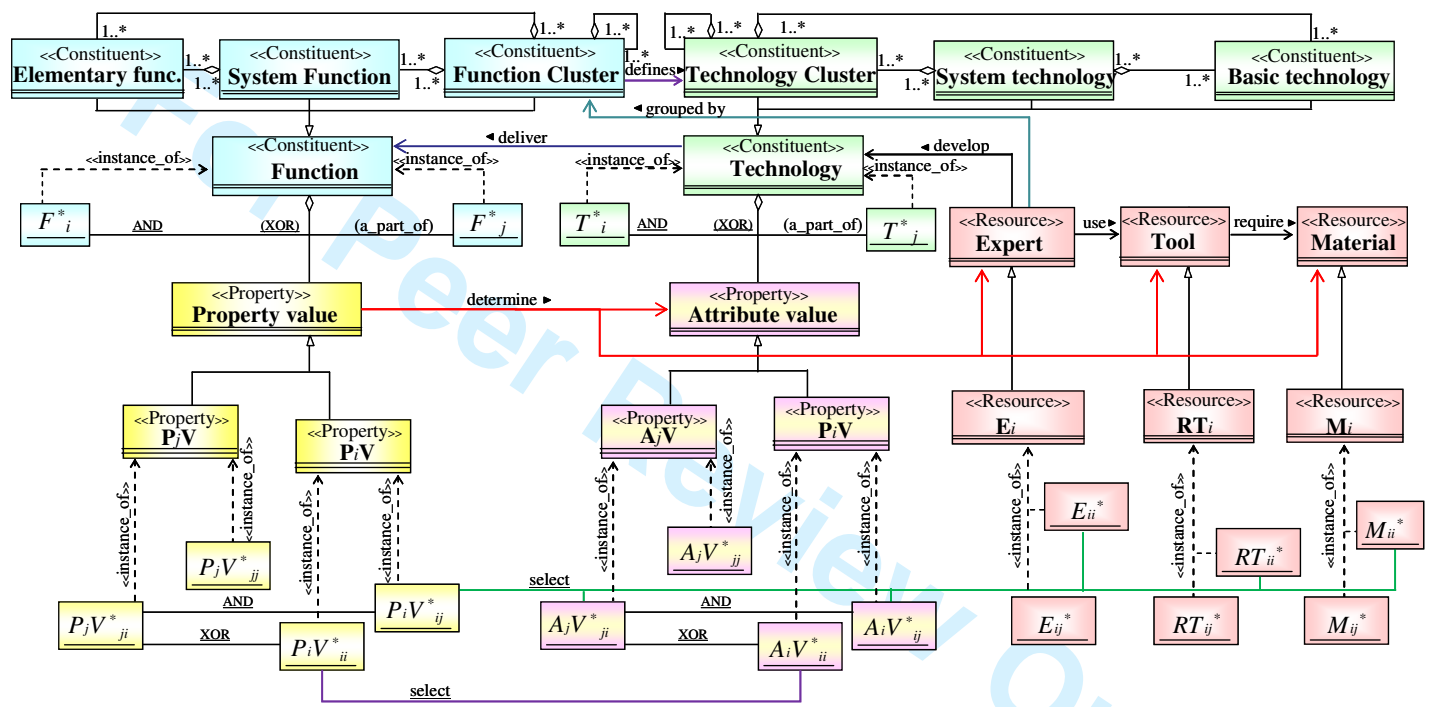 1..* 1..* 1..* 1..* 1..* 1..*
<<Constituent>> <<Constituent>> <<Constituent>> <<Constituent>> <<Constituent>> <<Constituent>>
1..* 1..* 1..* 1..* 1..*
Elementary func. System Function Function Cluster defines Technology Cluster System technology Basic technology
1..* 1..* 1..* 1..*
◄ grouped by
<<Constituent>> ◄ deliver <<Constituent>> ◄ develop
<<instance_of>> Function <<instance_of>> <<instance_of>> Technology <<instance_of>>
F*i AND (XOR) (a_part_of) F*j
T*i AND (XOR) (a_part_of) T*j
<<Resource>> <<Resource>> <<Resource>>
Expert use► Tool require ► Material
<<Property>> determine ► <<Property>>
Property value Attribute value
<<Property>> <<Property>> <<Property>> <<Property>> <<Resource>> <<Resource>> <<Resource>>
PjV PiV AjV PiV Ei RTi Mi
<<instance_of>> <<instance_of>> <<instance_of>> <<instance_of>>
<<instance_of>> <<instance_of>> <<instance_of>> <<instance_of>>
<<instance_of>> <<instance_of>> <<instance_of>>
Eii* RTii* Mii*
PjV*jj AjV*jj
select
PjV*ji AND PiV*ij AjV*ji AND AiV*ij Eij* RTij* Mij*
XOR PiV*ii XOR AiV*ii
select
For Peer Review